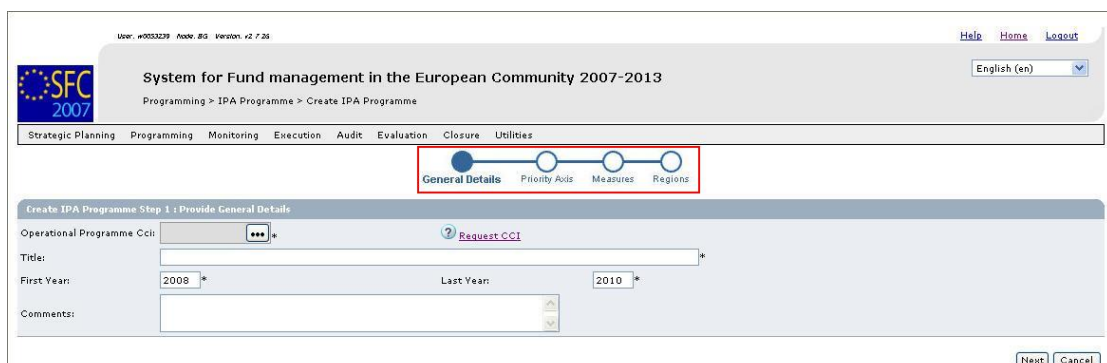 User. w0053239 Node. BG Version. v2 7 26
Help Home Logout
SFC
2007
System for Fund management in the European Community 2007-2013
English (en)
Programming > IPA Programme > Create IPA Programme
Strategic Planning Programming Monitoring Execution Audit Evaluation Closure Utilities
General Details Priority Axis Measures Regions
Create IPA Programme Step 1 : Provide General Details
Operational Programme Cci: ••• * ? Request CCI
Title: *
First Year: 2008 * Last Year: 2010 *
Comments:
Next Cancel